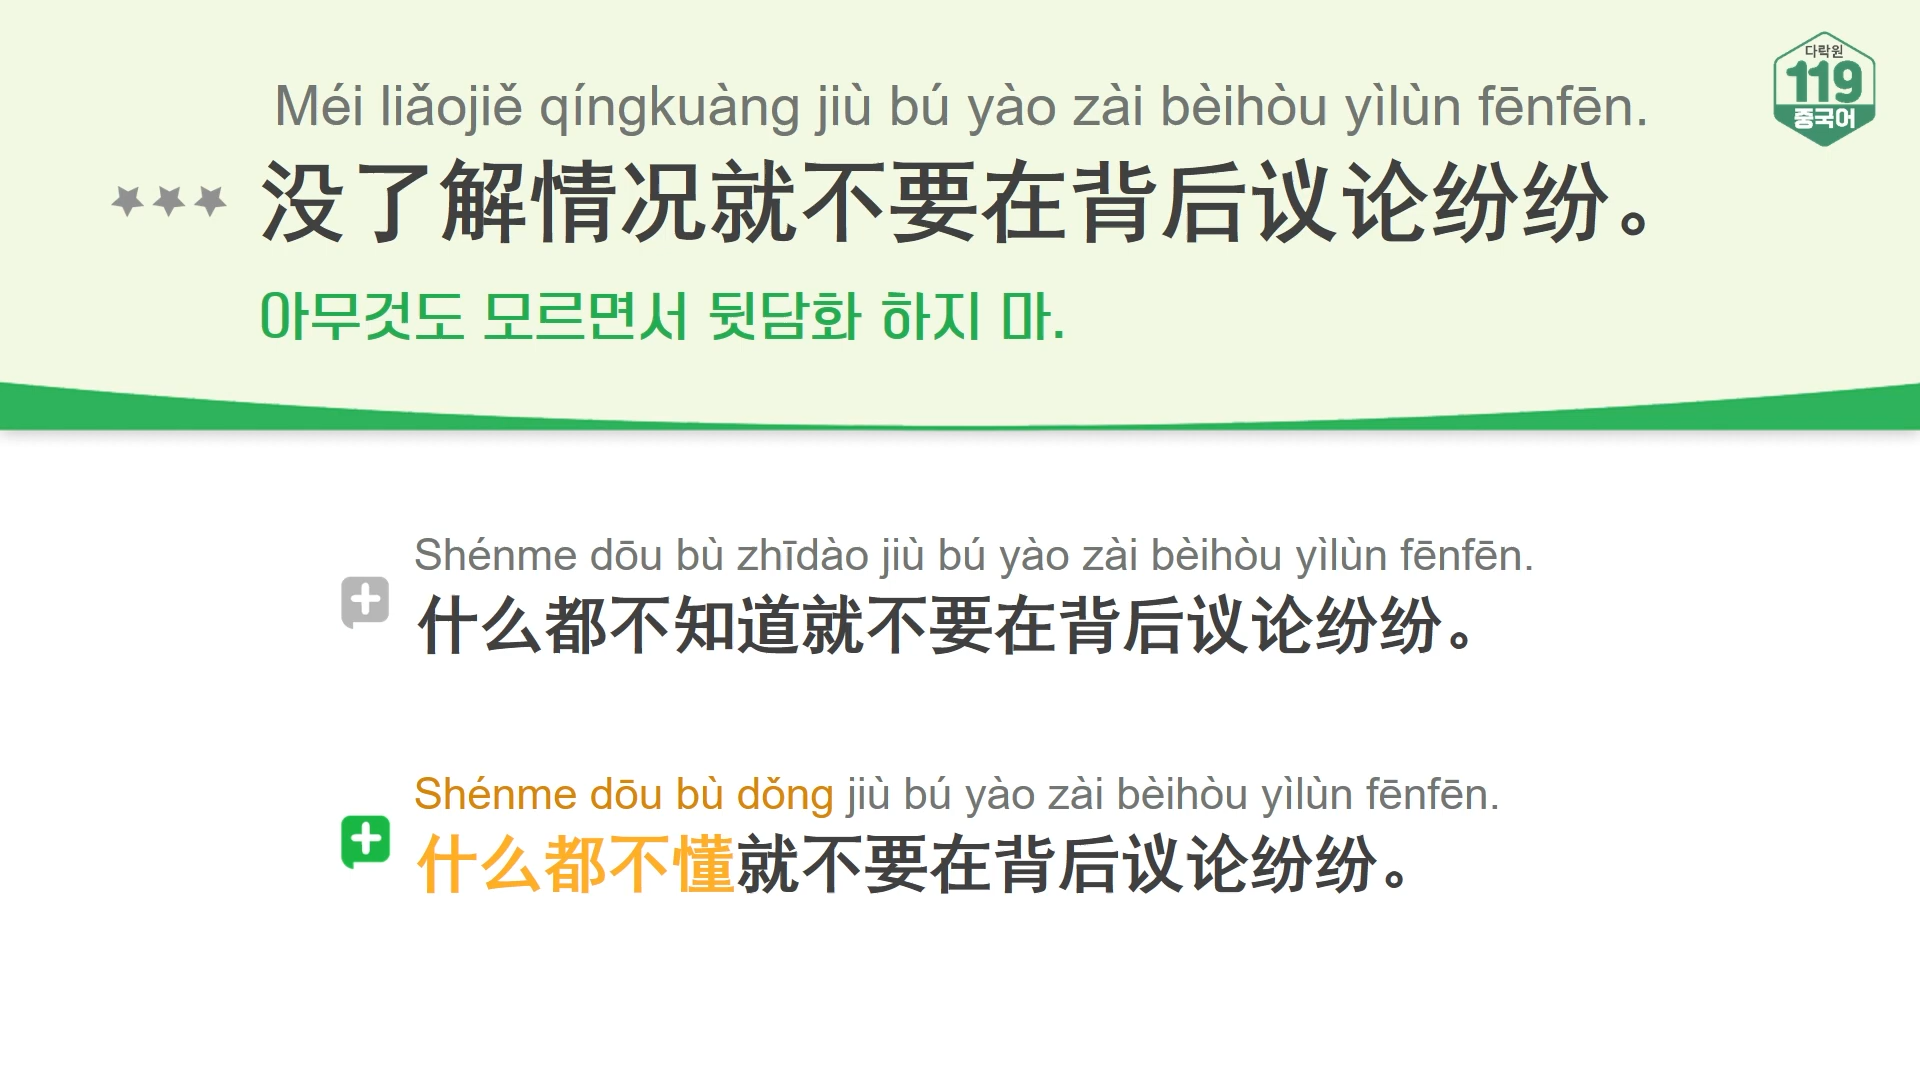 다락원
119
중국어
Méi liǎojiě qíngkuàng jiù bú yào zài bèihòu yìlùn fēnfēn.
没了解情况就不要在背后议论纷纷。
아무것도 모르면서 뒷담화 하지 마.
Shénme dōu bù zhīdào jiù bú yào zài bèihòu yìlùn fēnfēn.
什么都不知道就不要在背后议论纷纷。
Shénme dōu bù dǒng jiù bú yào zài bèihòu yìlùn fēnfēn.
什么都不懂就不要在背后议论纷纷。